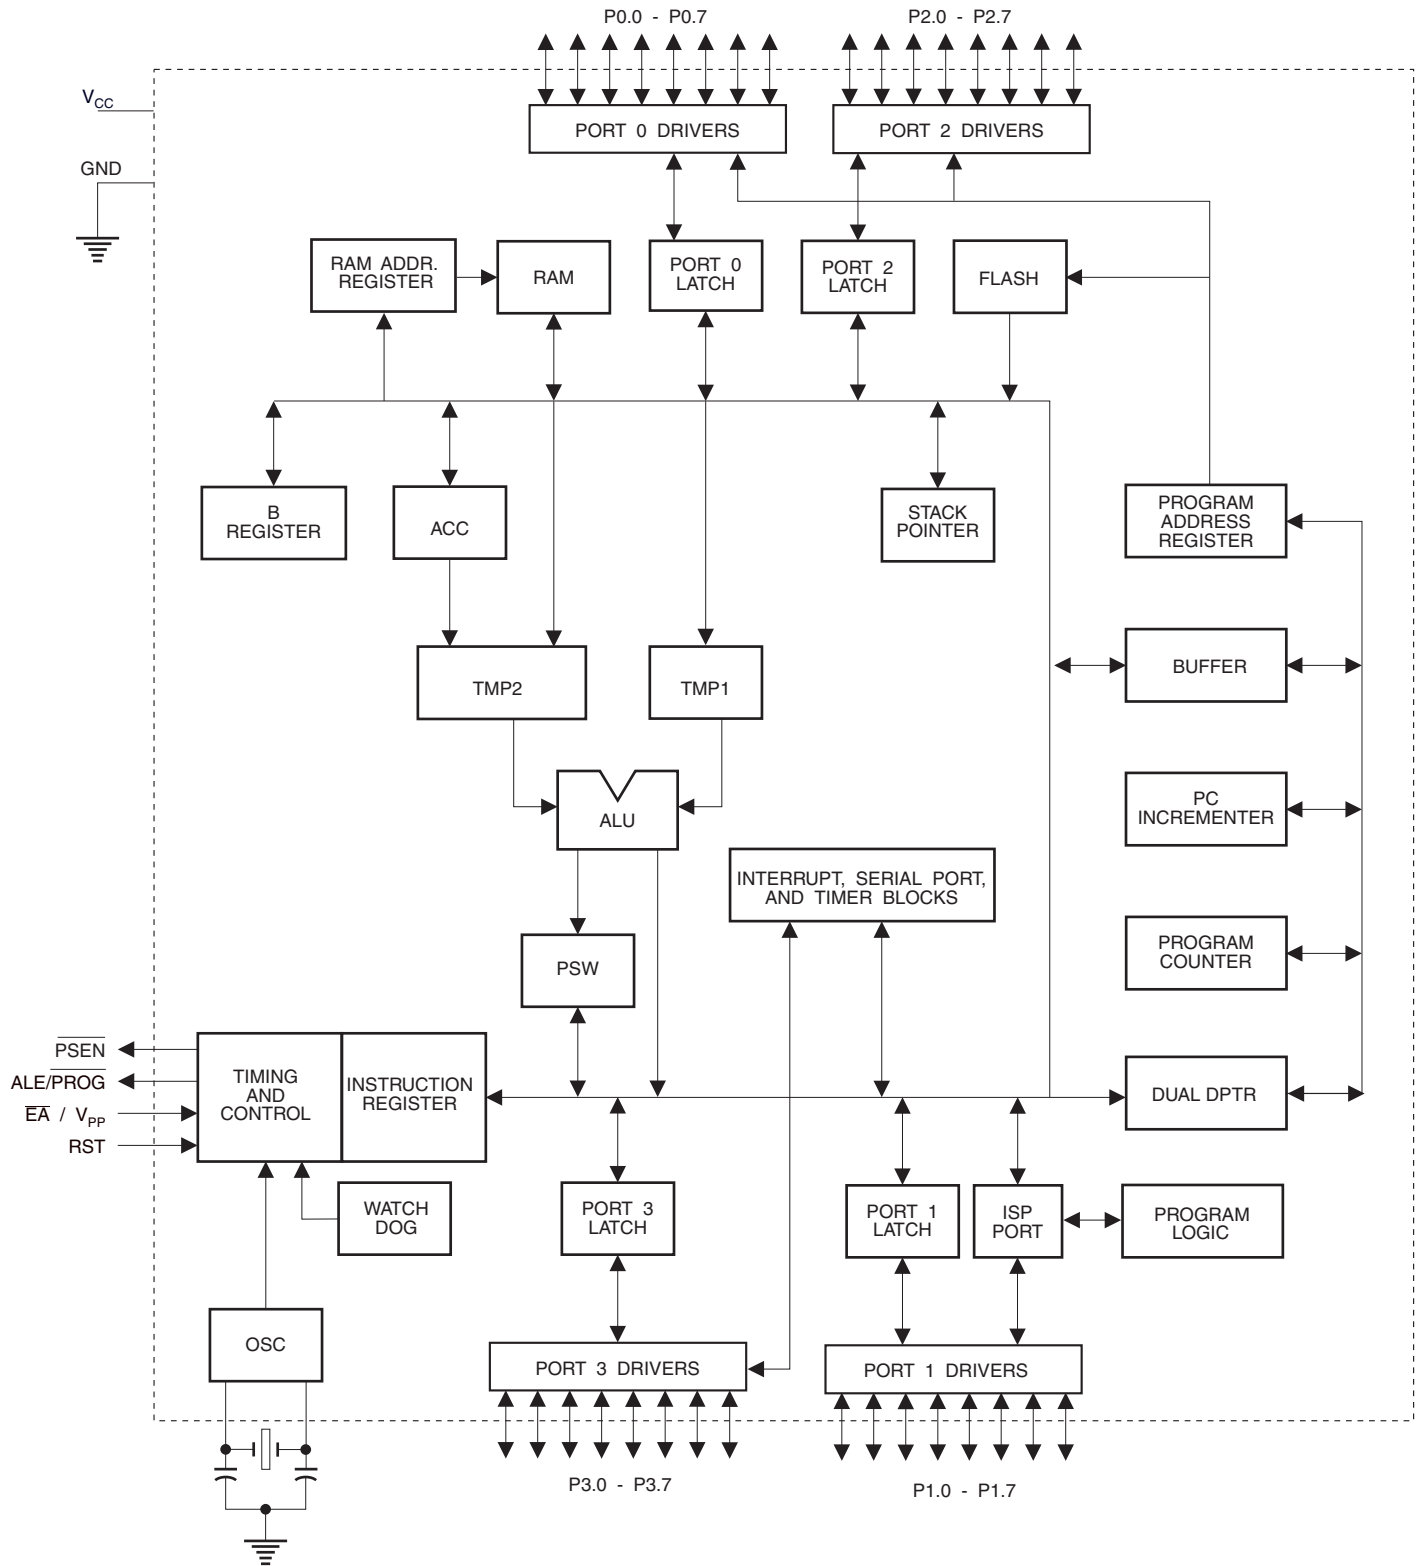 P0.0 - P0.7
P2.0 - P2.7
VCC
PORT 0 DRIVERS
PORT 2 DRIVERS
GND
RAM ADDR.
REGISTER
RAM
PORT 0
LATCH
PORT 2
LATCH
FLASH
B
REGISTER
ACC
STACK
POINTER
PROGRAM
ADDRESS
REGISTER
BUFFER
TMP2
TMP1
PC
INCREMENTER
ALU
INTERRUPT, SERIAL PORT,
AND TIMER BLOCKS
PROGRAM
COUNTER
PSW
PSEN
ALE/PROG
EA / VPP
RST
TIMING
AND
CONTROL
INSTRUCTION
REGISTER
DUAL DPTR
WATCH
DOG
PORT 3
LATCH
PORT 1
LATCH
ISP
PORT
PROGRAM
LOGIC
OSC
PORT 3 DRIVERS
PORT 1 DRIVERS
P3.0 - P3.7
P1.0 - P1.7